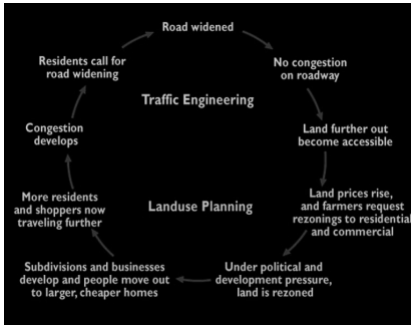 Road widened
No congestion
on roadway
Land further out
become accessible
Land prices rise,
and farmers request
rezonings to residential
and commercial
Under political and
development pressure,
land is rezoned
Subdivisions and businesses
develop and people move out
to larger, cheaper homes
More residents
and shoppers now
traveling further
Congestion
develops
Residents call for
road widening
Traffic Engineering
Landuse Planning